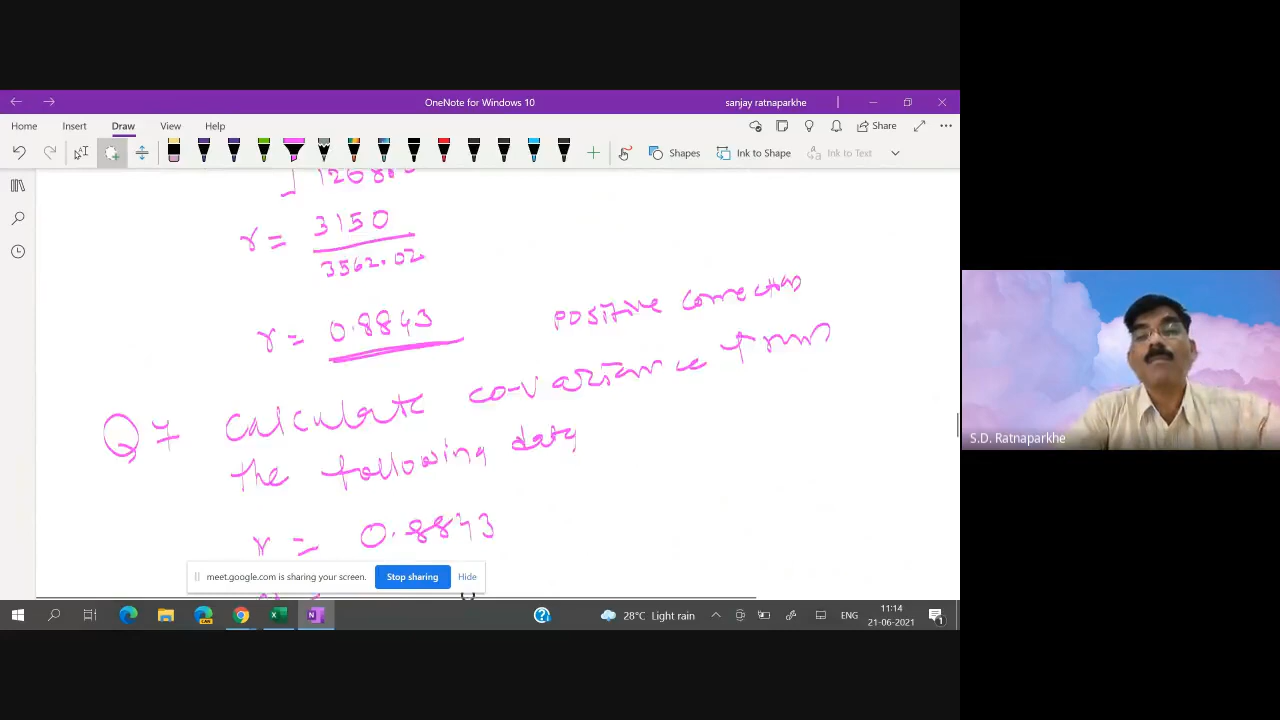 OneNote for Windows 10
sanjay ratnaparkhe
Home Insert Draw View Help
Share
Shapes
Ink to Shape
Ink to Text
r = 3150
3562.02
r = 0.8843
positive correction
Q7 Calculate co-variance from
the following data
r = 0.8843
meet.google.com is sharing your screen.
Stop sharing
Hide
28°C Light rain
ENG
11:14
21-06-2021
S.D. Ratnaparkhe